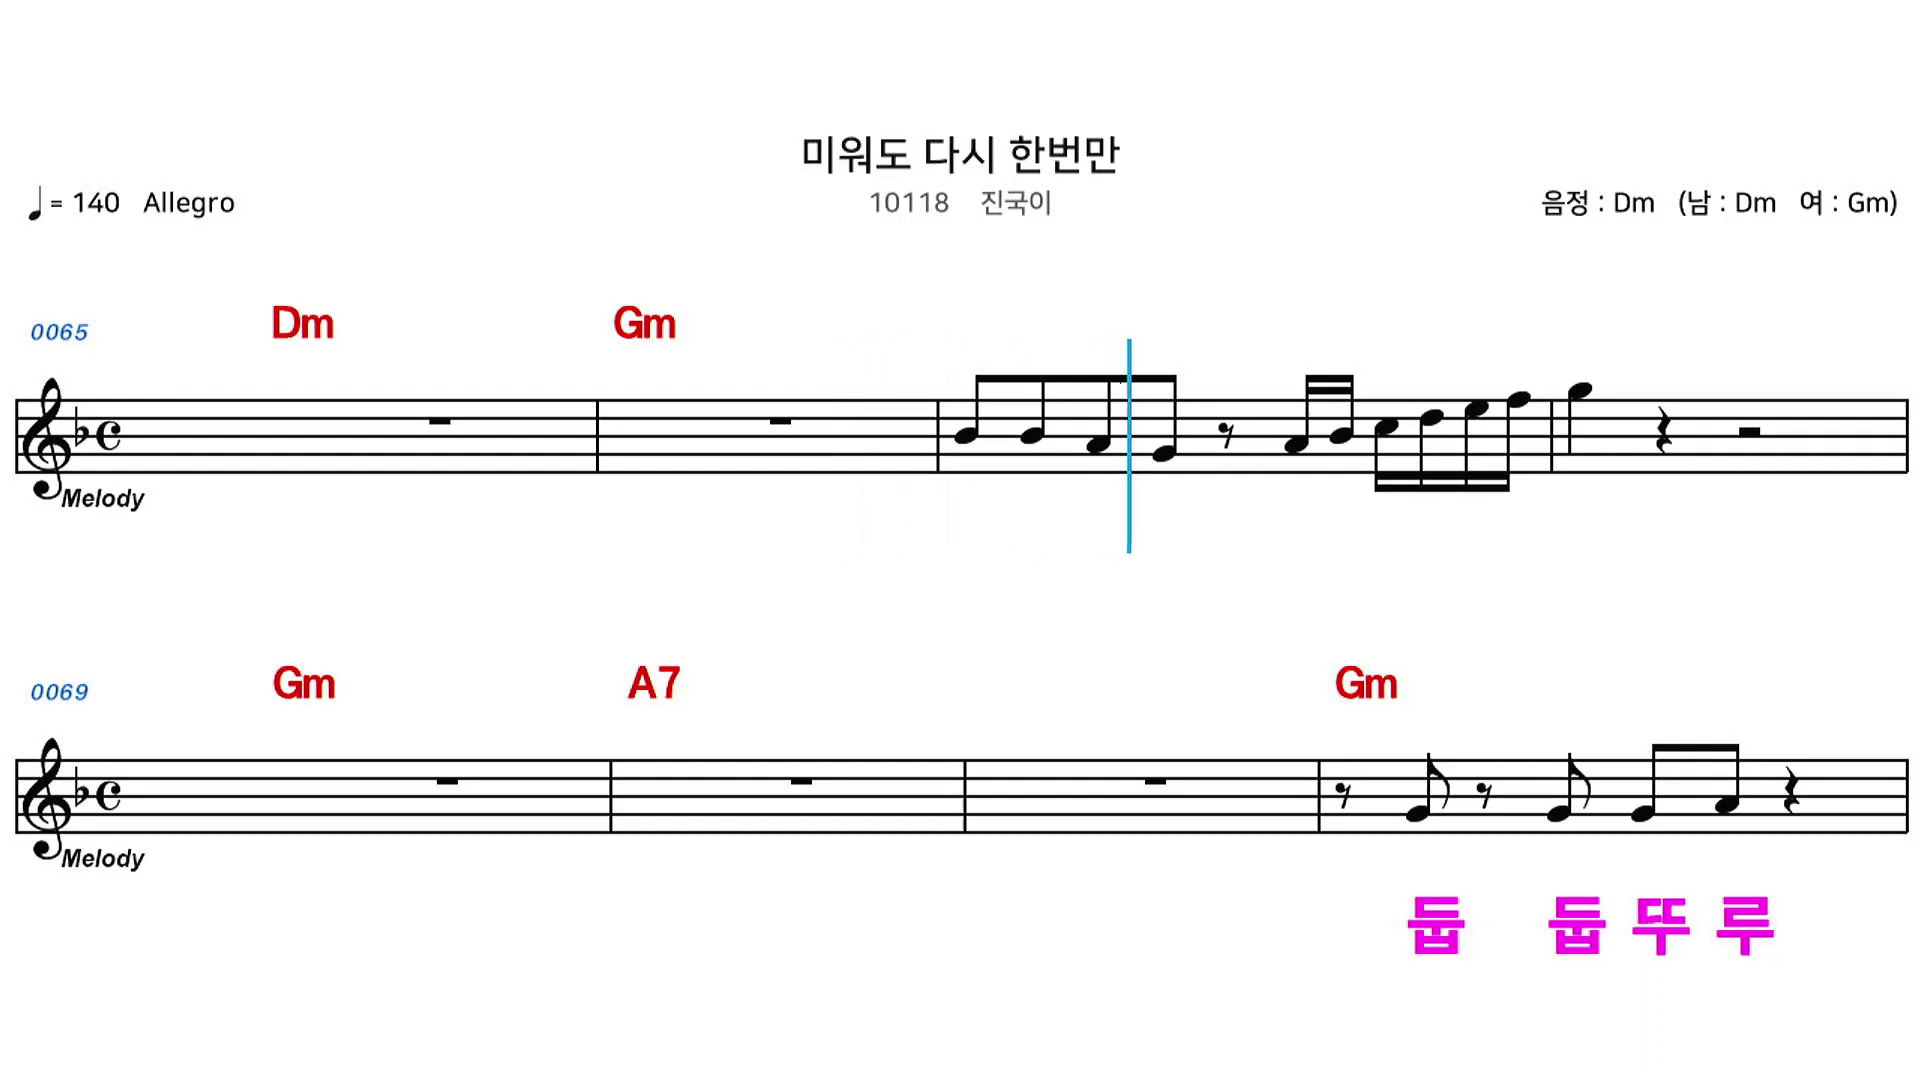 미워도 다시 한번만
♩ = 140 Allegro
10118 진국이
음정 : Dm (남 : Dm 여 : Gm)
0065 Dm Gm
Melody
0069 Gm A7 Gm
Melody
둡 둡 뚜 루